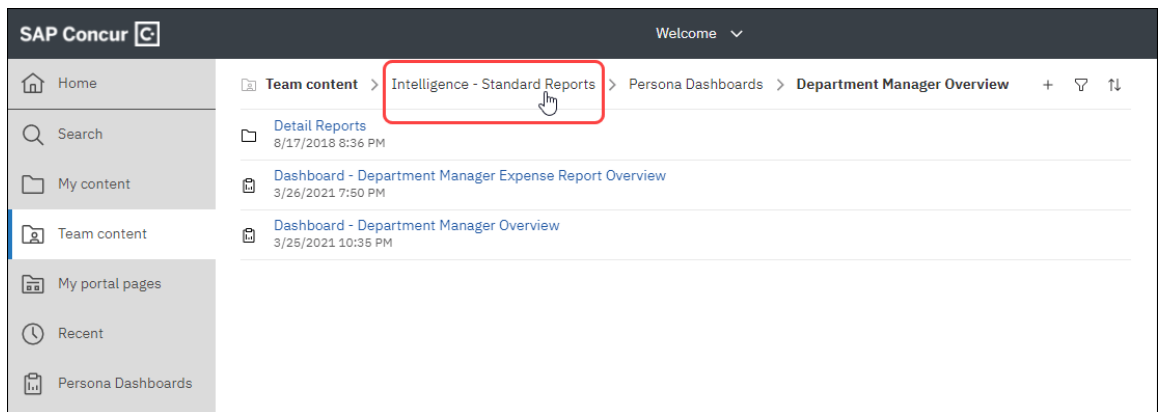 SAP Concur C
Welcome
Home
Team content > Intelligence - Standard Reports > Persona Dashboards > Department Manager Overview
Search
Detail Reports
8/17/2018 8:36 PM
My content
Dashboard - Department Manager Expense Report Overview
3/26/2021 7:50 PM
Team content
Dashboard - Department Manager Overview
3/25/2021 10:35 PM
My portal pages
Recent
Persona Dashboards